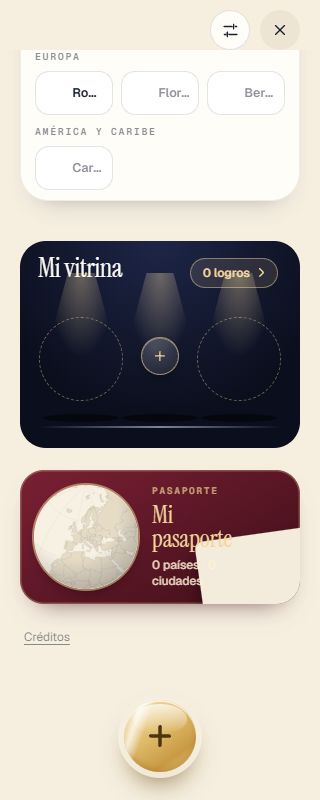 EUROPA
Ro...
Flor...
Ber...
AMÉRICA Y CARIBE
Car...
Mi vitrina
0 logros
PASAPORTE
Mi
pasaporte
0 países
ciudades
Créditos